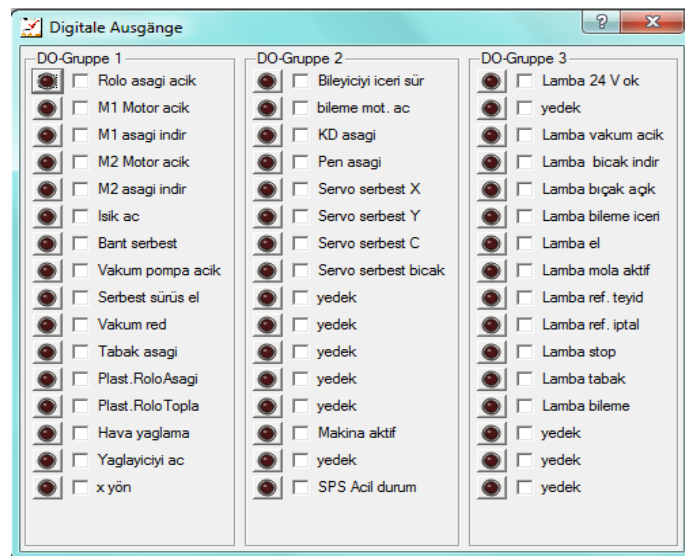 Digitale Ausgänge
DO-Gruppe 1
Rolo asagi acik
M1 Motor acik
M1 asagi indir
M2 Motor acik
M2 asagi indir
Isik ac
Bant serbest
Vakum pompa acik
Serbest sürüs el
Vakum red
Tabak asagi
Plast.RoloAsagi
Plast.RoloTopla
Hava yaglama
Yaglayiciyi ac
x yön
DO-Gruppe 2
Bileyiciyi iceri sür
bileme mot. ac
KD asagi
Pen asagi
Servo serbest X
Servo serbest Y
Servo serbest C
Servo serbest bicak
yedek
yedek
yedek
yedek
yedek
Makina aktif
yedek
SPS Acil durum
DO-Gruppe 3
Lamba 24 V ok
yedek
Lamba vakum acik
Lamba  bicak indir
Lamba bıçak açık
Lamba bileme iceri
Lamba el
Lamba mola aktif
Lamba ref. teyid
Lamba ref. iptal
Lamba stop
Lamba tabak
Lamba bileme
yedek
yedek
yedek